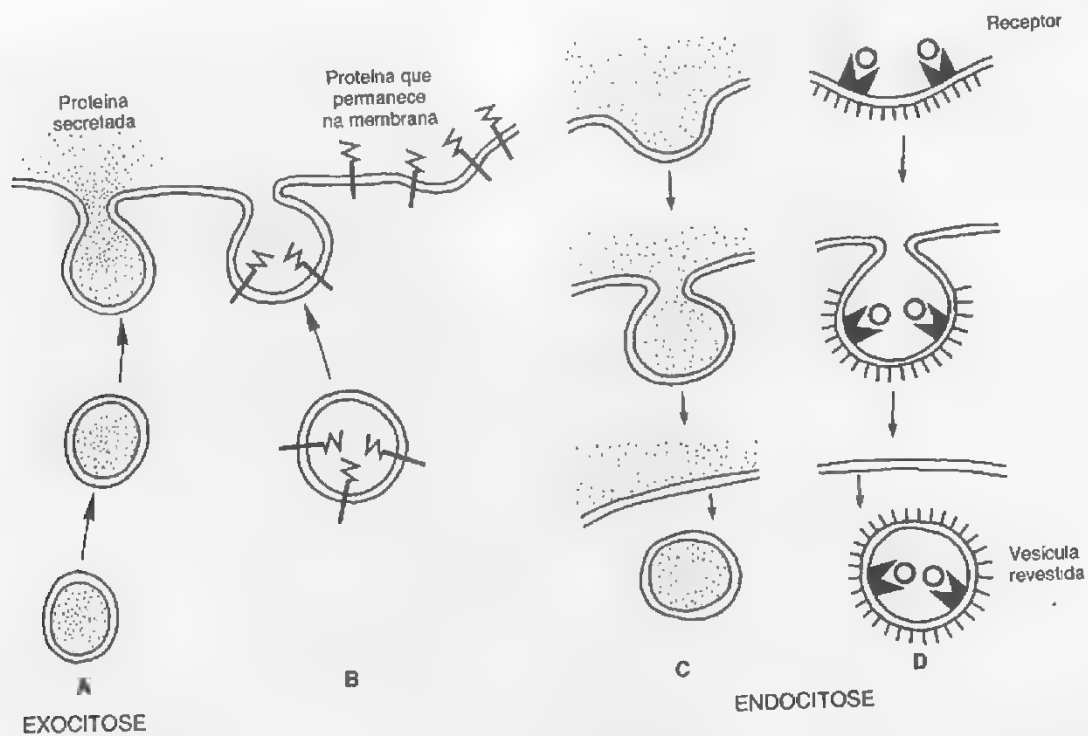 Proteína
secretada
Proteína que
permanece
na membrana
Receptor
Vesícula
revestida
A
B
C
D
EXOCITOSE
ENDOCITOSE